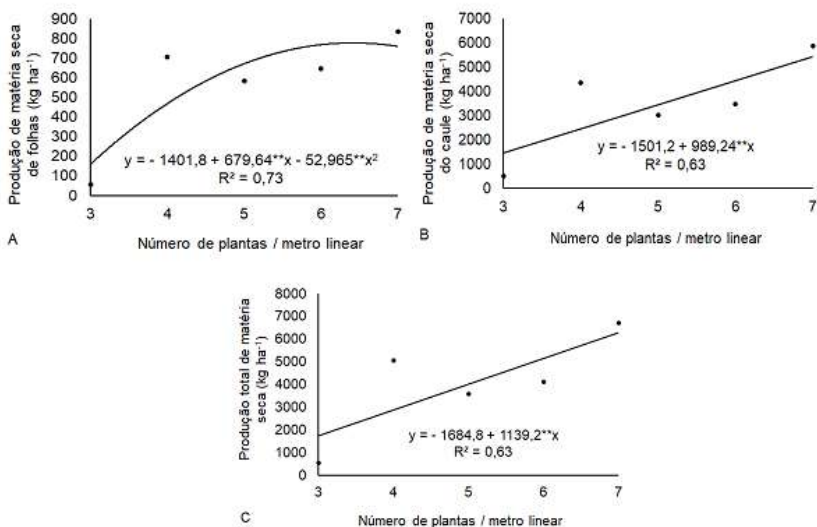 Produção de matéria seca
de folhas (kg ha⁻¹)
900
800
700
600
500
400
300
200
100
0
y = - 1401,8 + 679,64**x - 52,965**x²
R² = 0,73
3 4 5 6 7
A
Número de plantas / metro linear
Produção de matéria seca
do caule (kg ha⁻¹)
7000
6000
5000
4000
3000
2000
1000
0
y = - 1501,2 + 989,24**x
R² = 0,63
3 4 5 6 7
B
Número de plantas / metro linear
Produção total de matéria
seca (kg ha⁻¹)
8000
7000
6000
5000
4000
3000
2000
1000
0
y = - 1684,8 + 1139,2**x
R² = 0,63
3 4 5 6 7
C
Número de plantas / metro linear